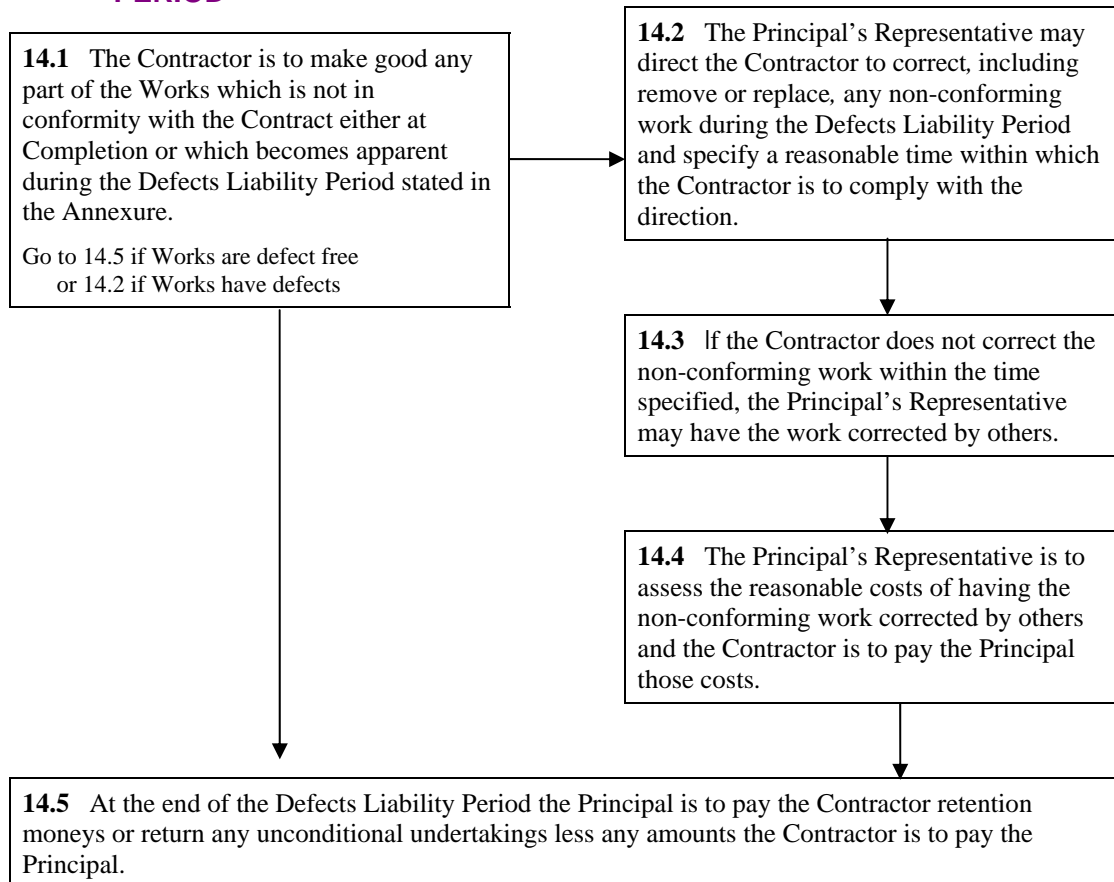 PERIOD
14.1 The Contractor is to make good any
part of the Works which is not in
conformity with the Contract either at
Completion or which becomes apparent
during the Defects Liability Period stated in
the Annexure.
Go to 14.5 if Works are defect free
or 14.2 if Works have defects
14.2 The Principal’s Representative may
direct the Contractor to correct, including
remove or replace, any non-conforming
work during the Defects Liability Period
and specify a reasonable time within which
the Contractor is to comply with the
direction.
14.3 If the Contractor does not correct the
non-conforming work within the time
specified, the Principal’s Representative
may have the work corrected by others.
14.4 The Principal’s Representative is to
assess the reasonable costs of having the
non-conforming work corrected by others
and the Contractor is to pay the Principal
those costs.
14.5 At the end of the Defects Liability Period the Principal is to pay the Contractor retention
moneys or return any unconditional undertakings less any amounts the Contractor is to pay the
Principal.